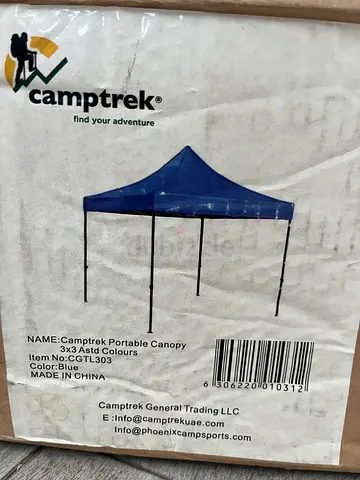 camptrek®
find your adventure
dubizzle
NAME:Camptrek Portable Canopy
3x3 Astd Colours
Item No:CGTL303
Color:Blue
MADE IN CHINA
6 306220 010312
Camptrek General Trading LLC
E :Info@camptrekuae.com
Info@phoenixcampsports.com